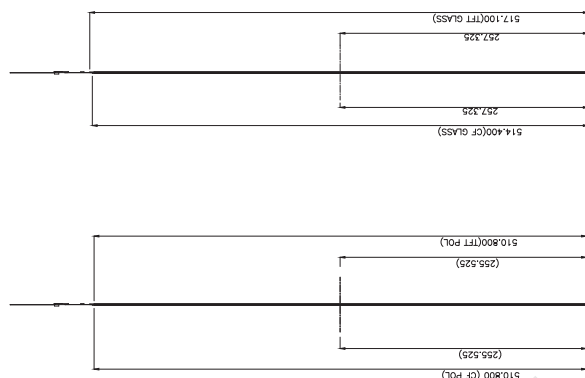 517.100(TFT GLASS)
257.325
257.325
514.400(CF GLASS)
510.800(TFT POL)
(255.525)
(255.525)
510.800 (CF POL)